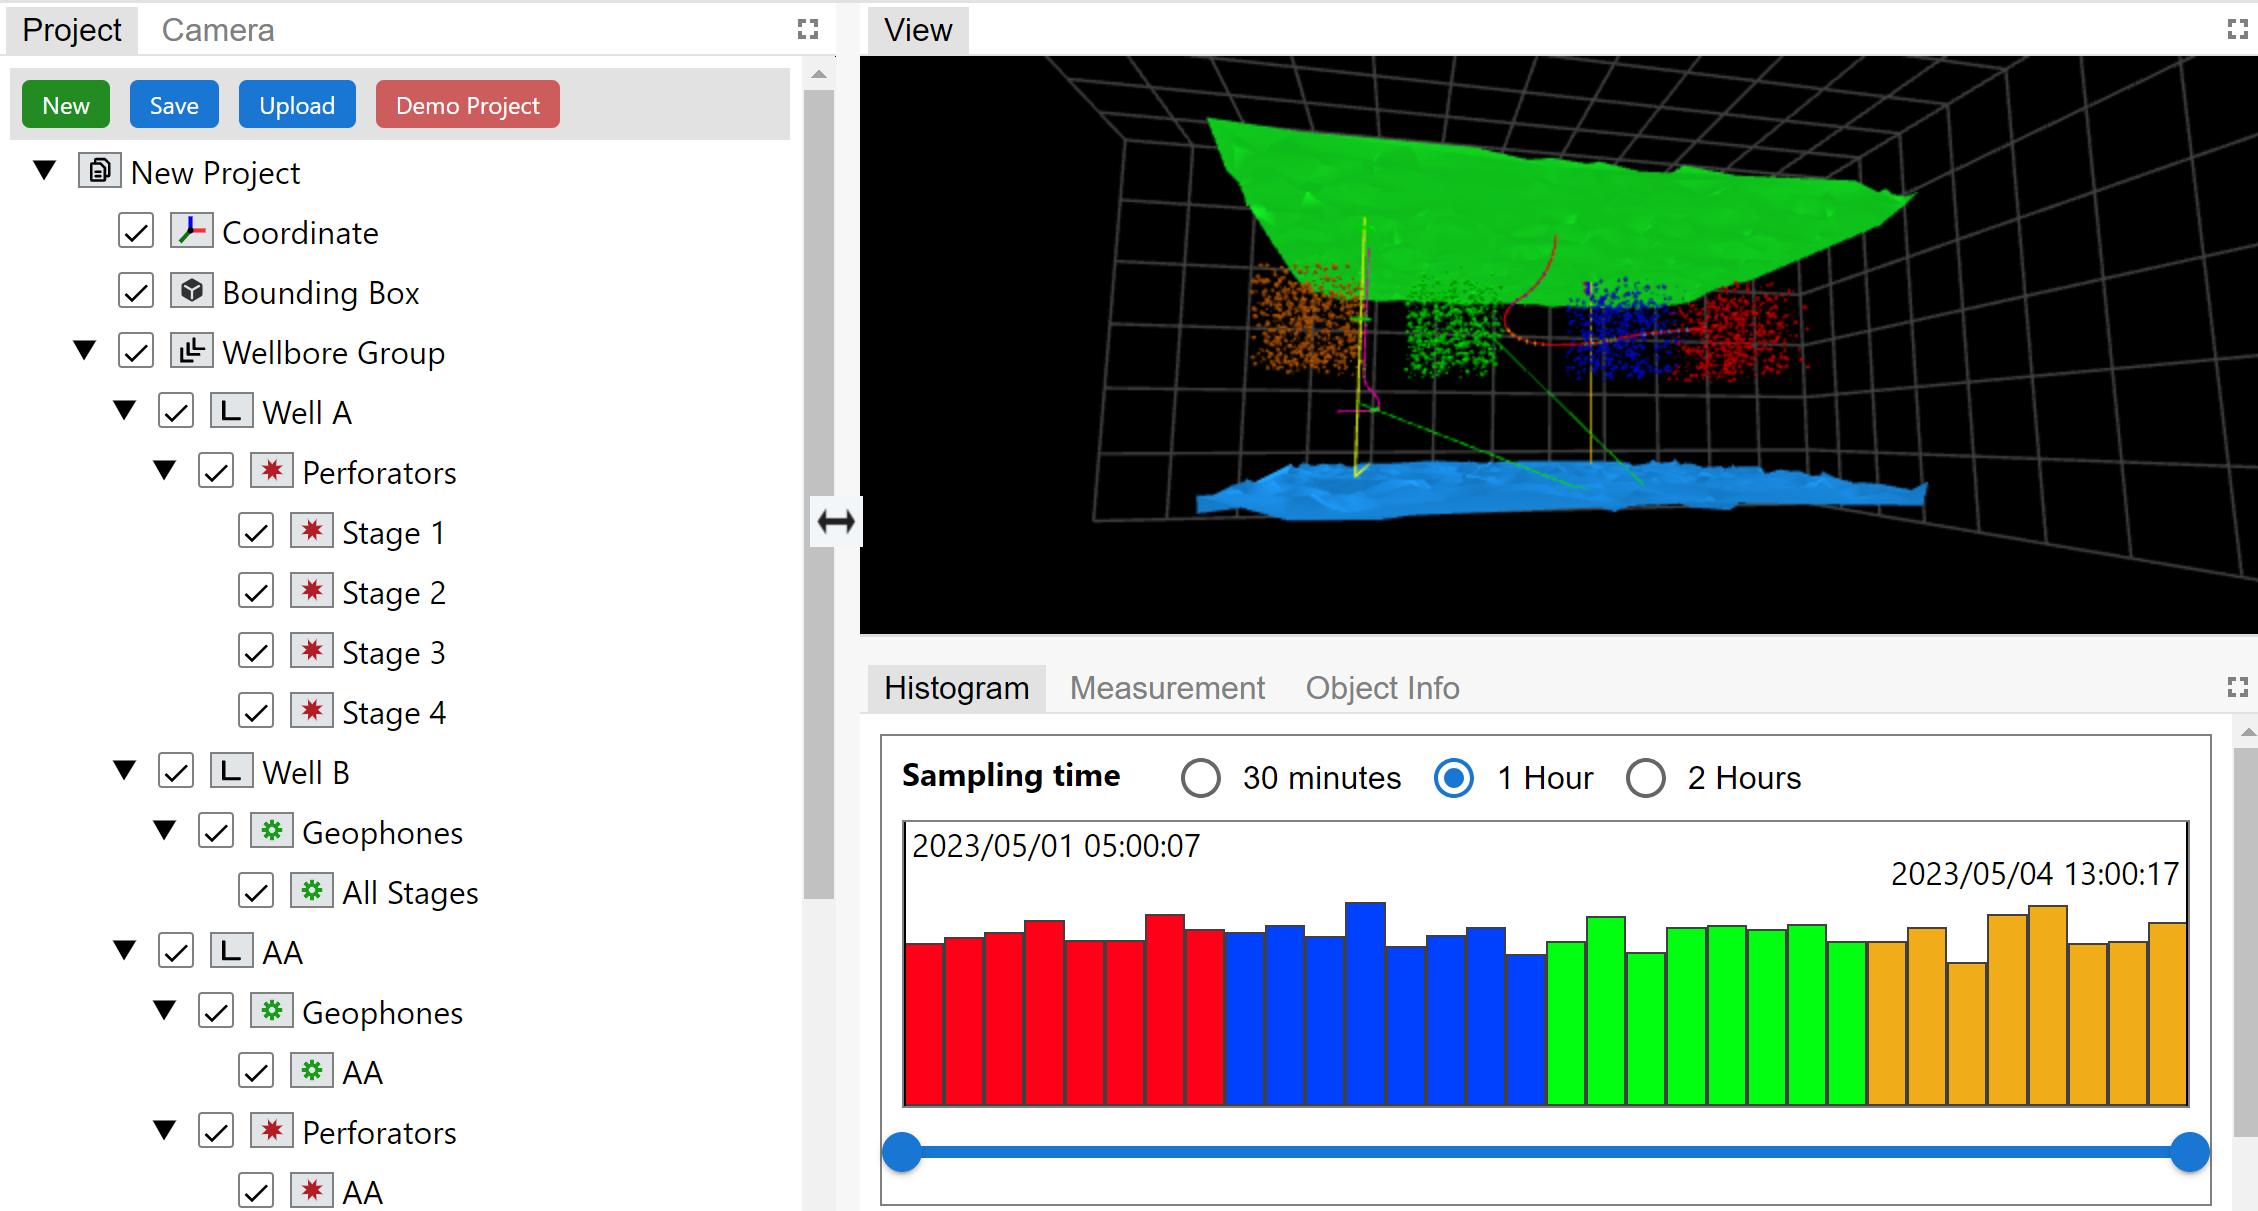 Project Camera
New Save Upload Demo Project
New Project
Coordinate
Bounding Box
Wellbore Group
Well A
Perforators
Stage 1
Stage 2
Stage 3
Stage 4
Well B
Geophones
All Stages
AA
Geophones
AA
Perforators
AA
View
Histogram Measurement Object Info
Sampling time 30 minutes 1 Hour 2 Hours
2023/05/01 05:00:07
2023/05/04 13:00:17